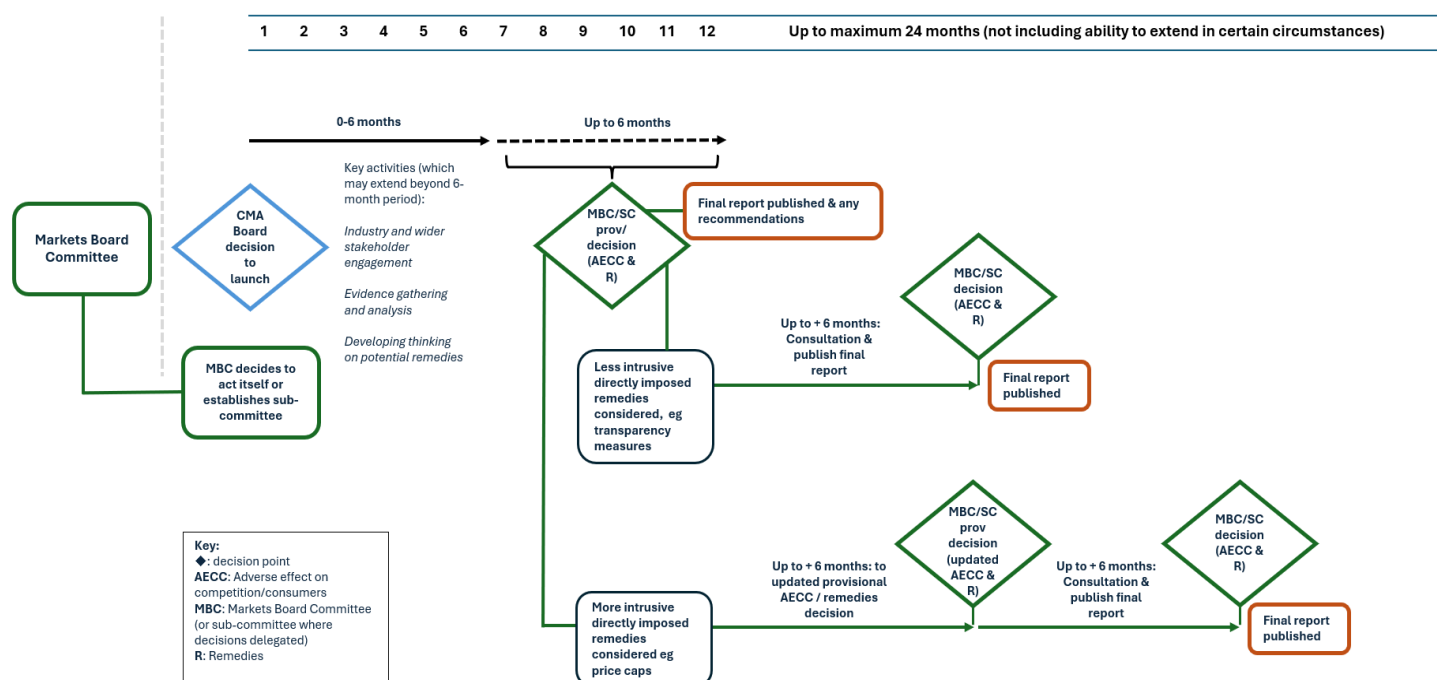 1 2 3 4 5 6 7 8 9 10 11 12 Up to maximum 24 months (not including ability to extend in certain circumstances)
0-6 months
Up to 6 months
Markets Board
Committee
CMA
Board
decision
to
launch
MBC decides to
act itself or
establishes sub-
committee
Key activities (which
may extend beyond 6-
month period):
Industry and wider
stakeholder
engagement
Evidence gathering
and analysis
Developing thinking
on potential remedies
MBC/SC
prov/
decision
(AECC &
R)
Final report published & any
recommendations
Less intrusive
directly imposed
remedies
considered, eg
transparency
measures
Up to + 6 months:
Consultation &
publish final
report
MBC/SC
decision
(AECC &
R)
Final report
published
More intrusive
directly imposed
remedies
considered eg
price caps
Up to + 6 months: to
updated provisional
AECC / remedies
decision
MBC/SC
prov
decision
(updated
AECC &
R)
Up to + 6 months:
Consultation &
publish final
report
MBC/SC
decision
(AECC &
R)
Final report
published
Key:
◆: decision point
AECC: Adverse effect on
competition/consumers
MBC: Markets Board Committee
(or sub-committee where
decisions delegated)
R: Remedies